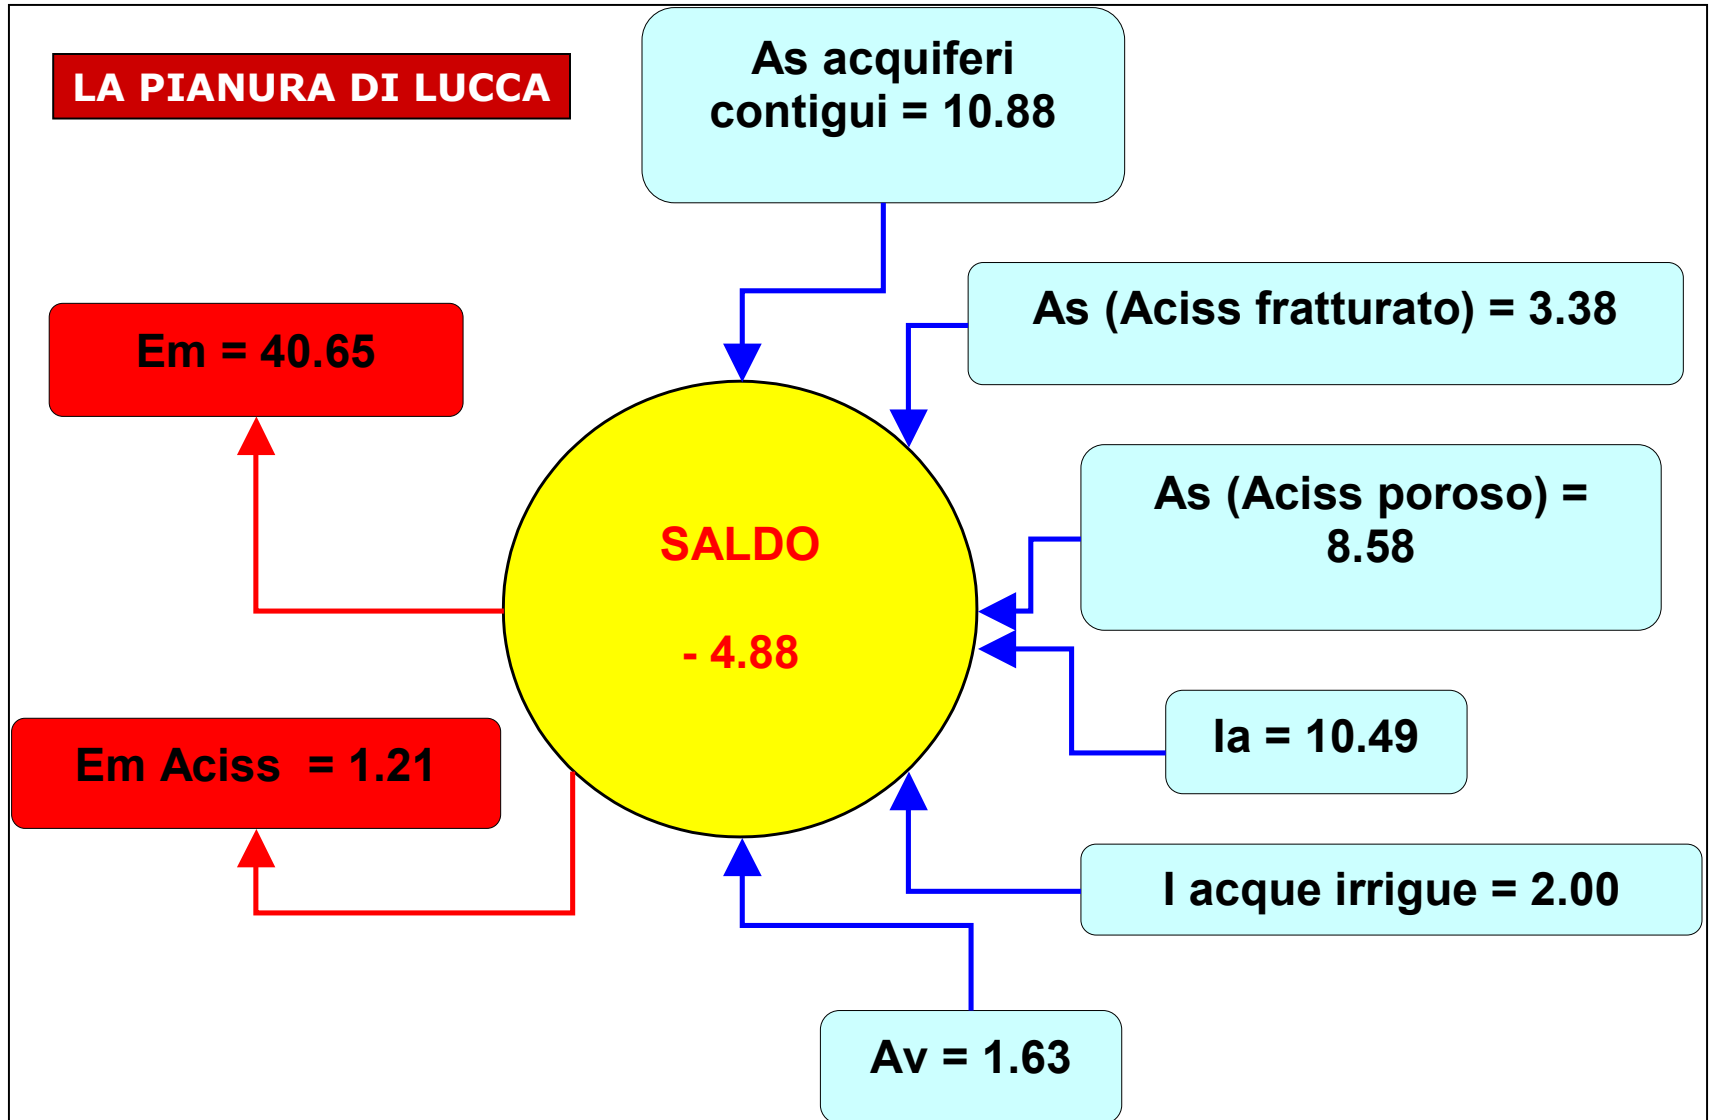 LA PIANURA DI LUCCA
As acquiferi
contigui = 10.88
As (Aciss fratturato) = 3.38
Em = 40.65
As (Aciss poroso) =
8.58
SALDO
- 4.88
Ia = 10.49
Em Aciss  = 1.21
I acque irrigue = 2.00
Av = 1.63